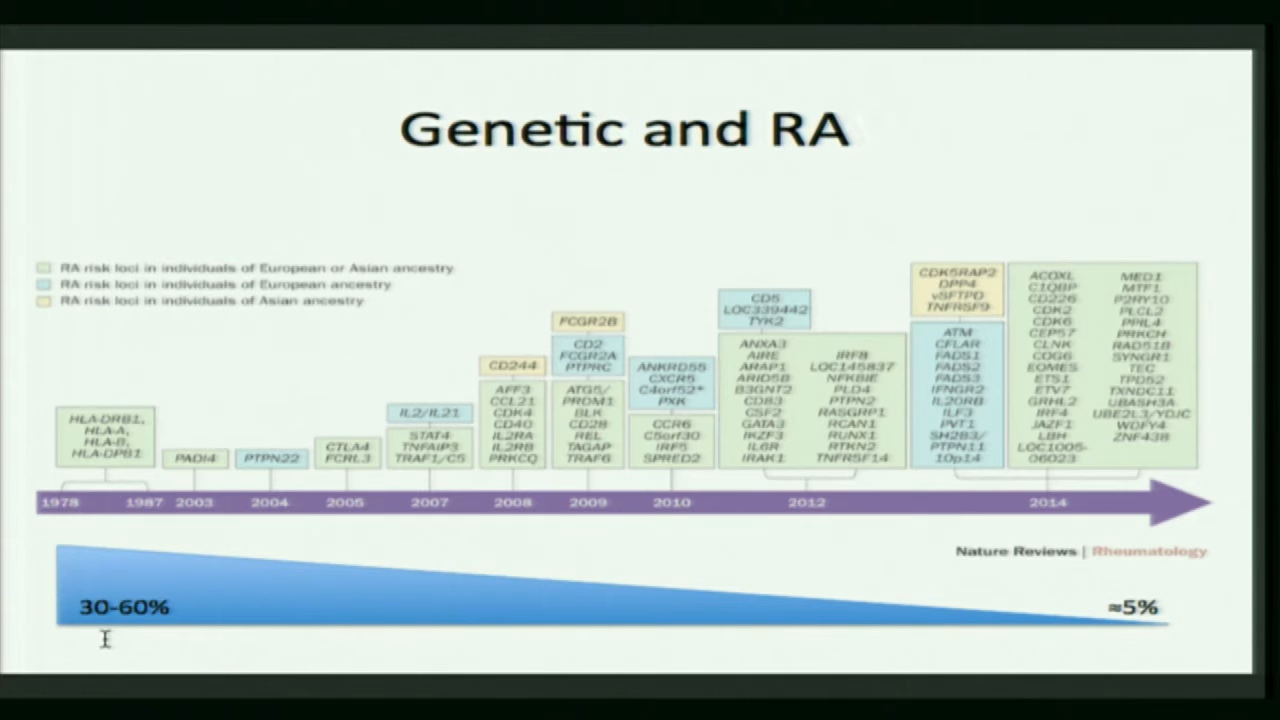 Genetic and RA
RA risk loci in individuals of European or Asian ancestry
RA risk loci in individuals of European ancestry
RA risk loci in individuals of Asian ancestry
HLA-DRB1,
HLA-A,
HLA-B,
HLA-DPB1
PADI4
PTPN22
CTLA4
FCRL3
IL2/IL21
STAT4
TNFAIP3
TRAF1/C5
CD244
AFF3
CCL21
CDK4
CD40
IL2RA
IL2RB
PRKCQ
FCGR2B
CD2
FCGR2A
PTPRC
ATG5/
PRDM1
BLK
CD28
REL
TAGAP
TRAF6
ANKRD55
CXCR5
C4orf52*
PXK
CCR6
C5orf30
IRF5
SPRED2
CD5
LOC339442
TYK2
ANXA3
AIRE
ARAP1
ARID5B
B3GNT2
CD83
CSF2
GATA3
IKZF3
IL6R
IRAK1
IRF8
LOC145837
NFKBIE
PLD4
PTPN2
RASGRP1
RCAN1
RUNX1
RTKN2
TNFRSF14
CDK5RAP2
DPP4
TNFRSF9
ATM
CFLAR
FADS1
FADS2
FADS3
IFNGR2
IL20RB
ILF3
PVT1
SH2B3/
PTPN11
10p14
ACOXL
C1QBP
CD226
CDK2
CDK6
CEP57
CLNK
COG6
EOMES
ETS1
ETV7
GRHL2
IRF4
JAZF1
LBH
LOC1005-
06023
MED1
MTF1
P2RY10
PLCL2
PPIL4
PRKCH
RAD51B
SYNGR1
TEC
TPD52
TXNDC11
UBASH3A
UBE2L3/YDJC
WDFY4
ZNF438
1978 1987 2003 2004 2005 2007 2008 2009 2010 2012 2014
Nature Reviews | Rheumatology
30-60% ≈5%